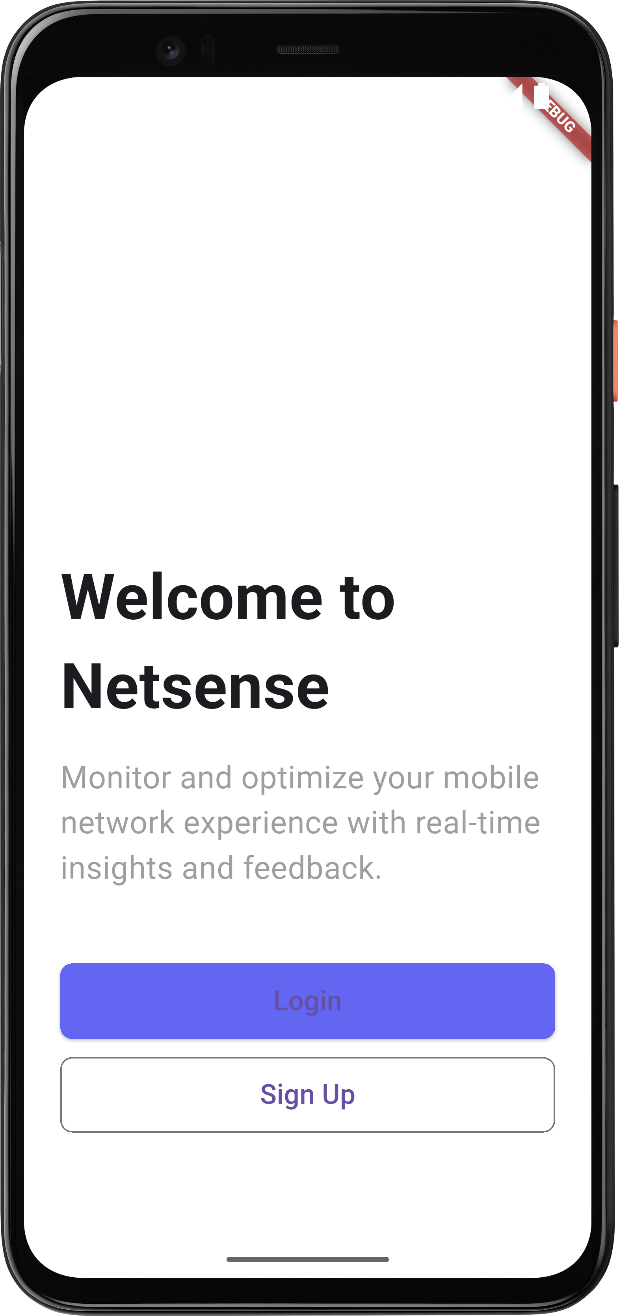 Welcome to
Netsense
Monitor and optimize your mobile
network experience with real-time
insights and feedback.
Login
Sign Up